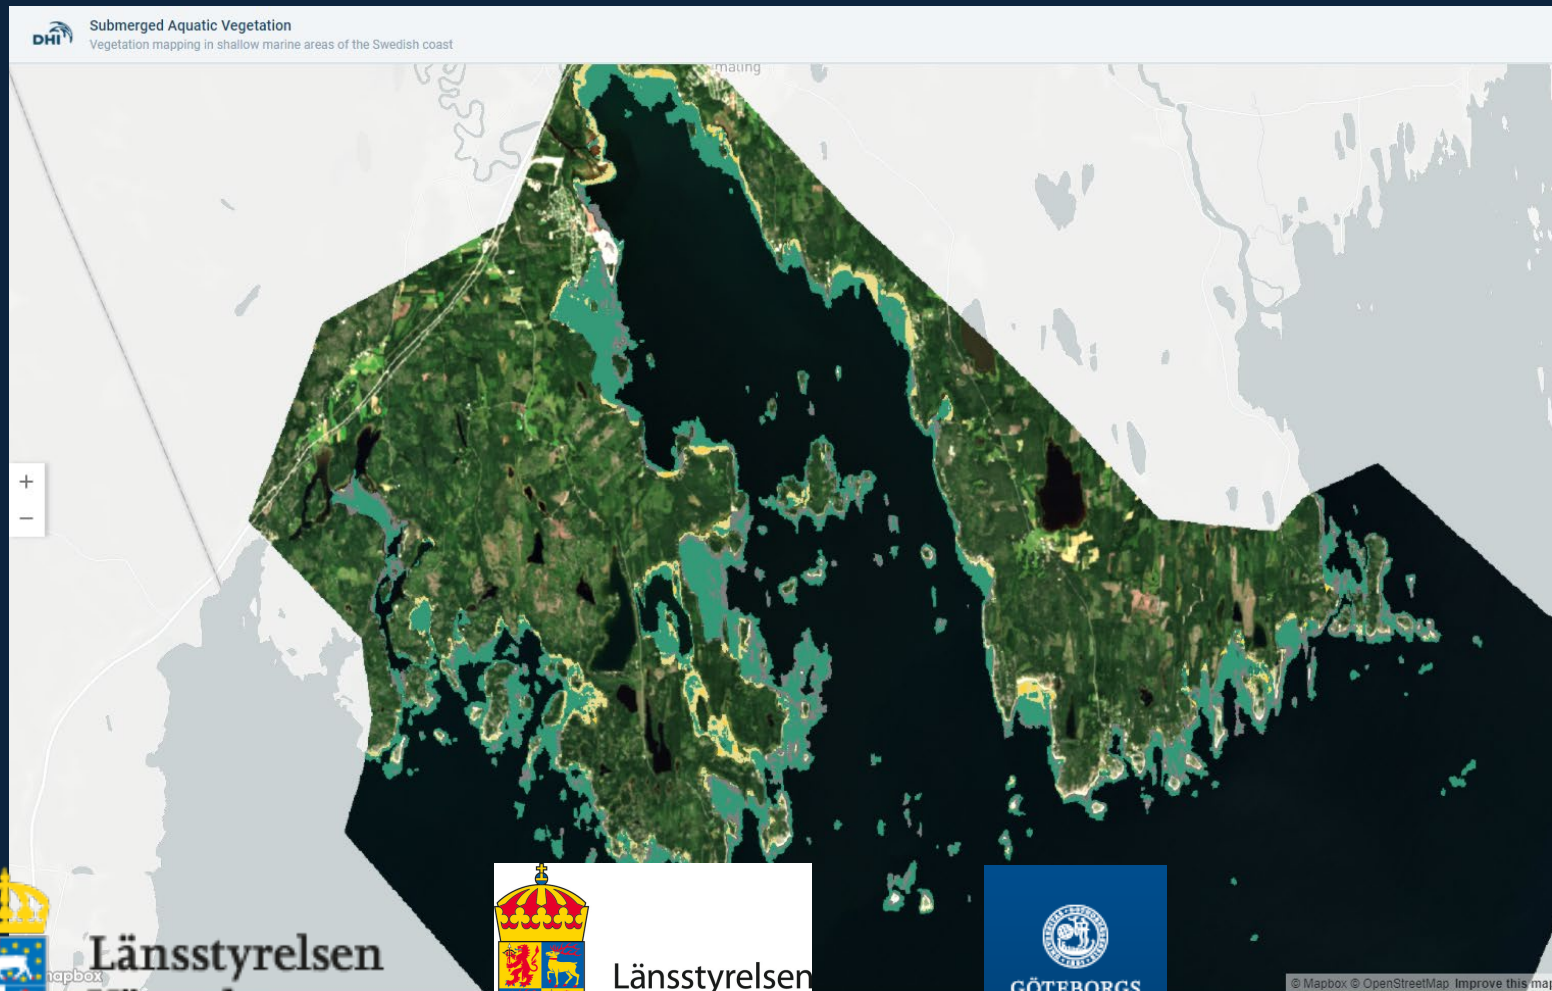 DHI
Submerged Aquatic Vegetation
Vegetation mapping in shallow marine areas of the Swedish coast
+
−
Länsstyrelsen
mapbox
Länsstyrelsen
GÖTEBORGS
© Mapbox © OpenStreetMap Improve this map